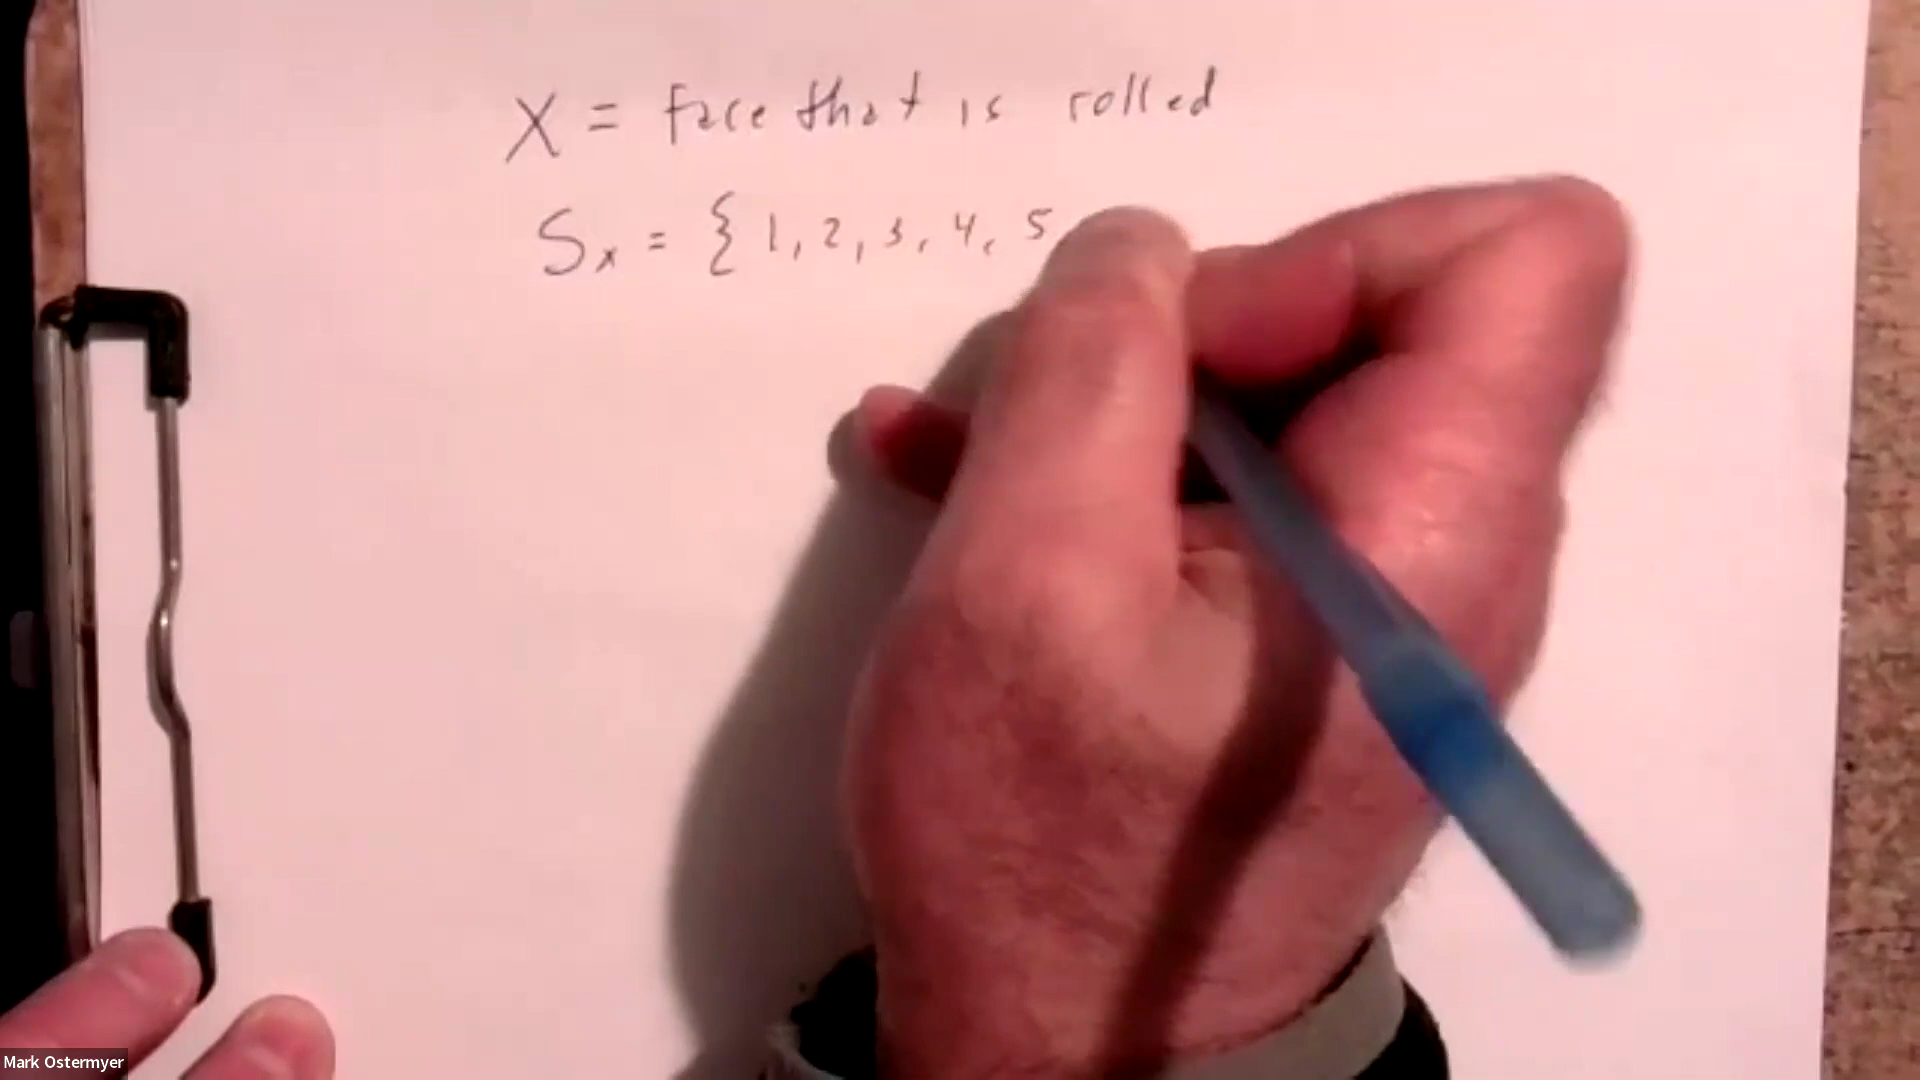 X = face that is rolled
Sx = { 1, 2, 3, 4, 5
Mark Ostermyer